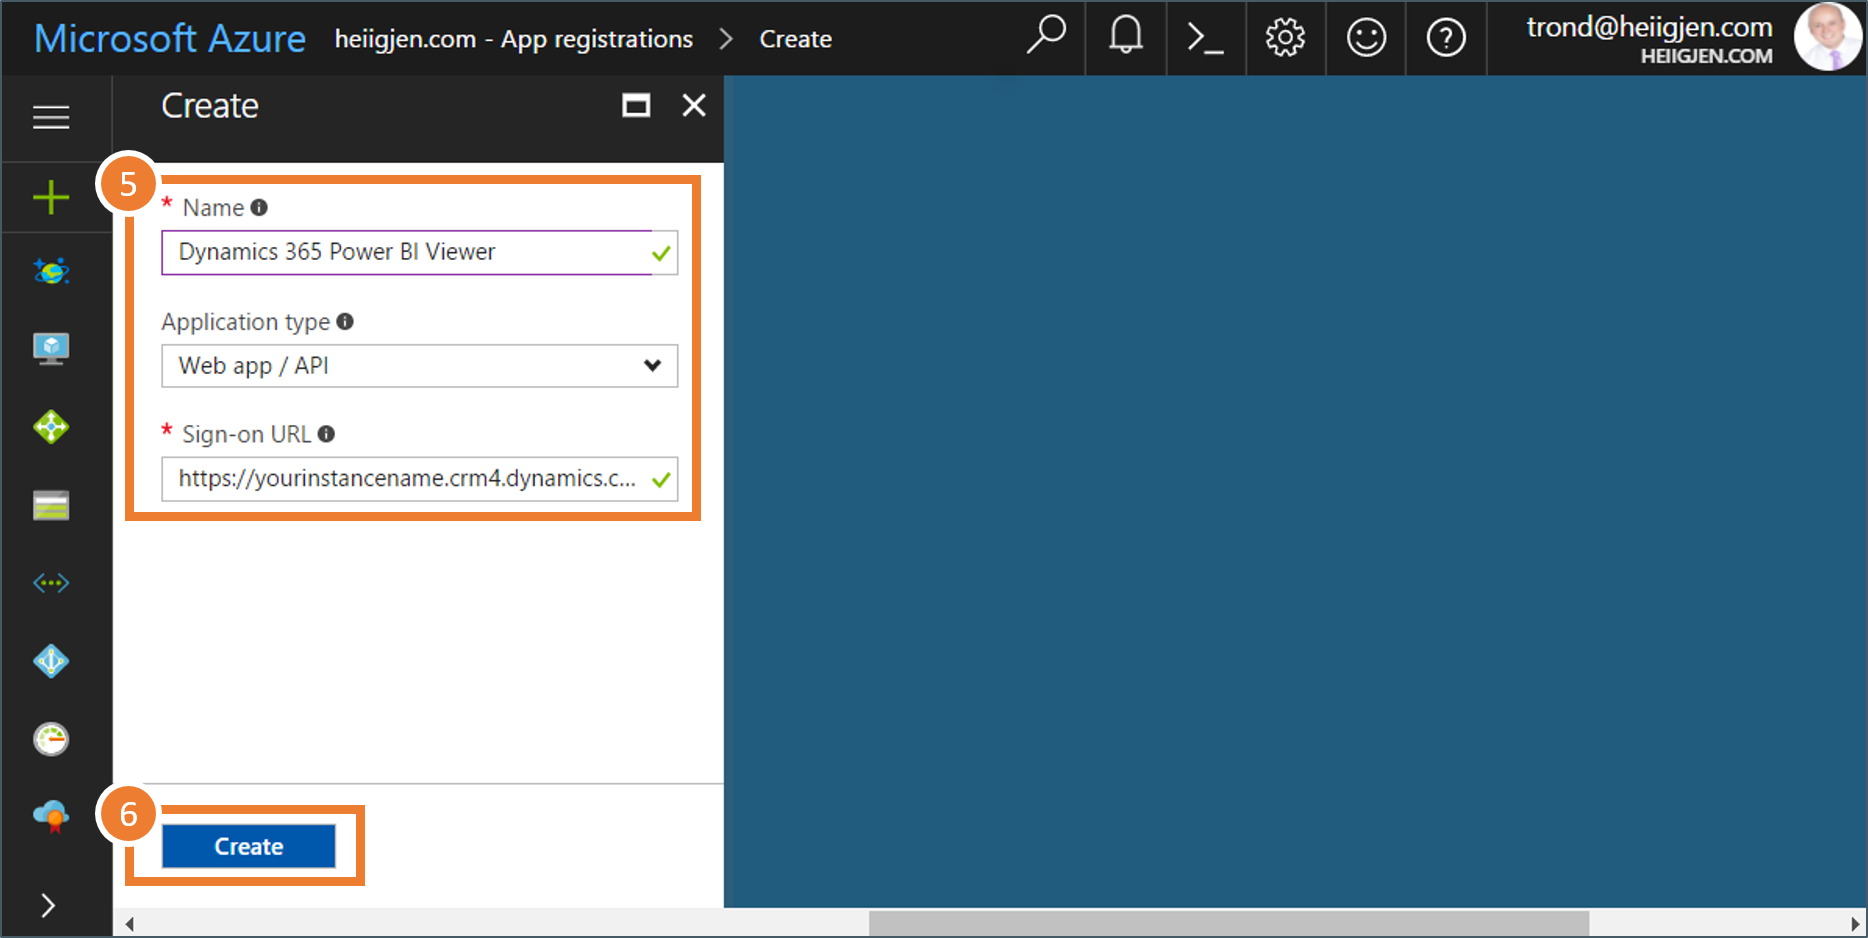 Microsoft Azure heiigjen.com - App registrations > Create
trond@heiigjen.com
HEIIGJEN.COM
Create
5
* Name
Dynamics 365 Power BI Viewer
Application type
Web app / API
* Sign-on URL
https://yourinstancename.crm4.dynamics.c...
6
Create